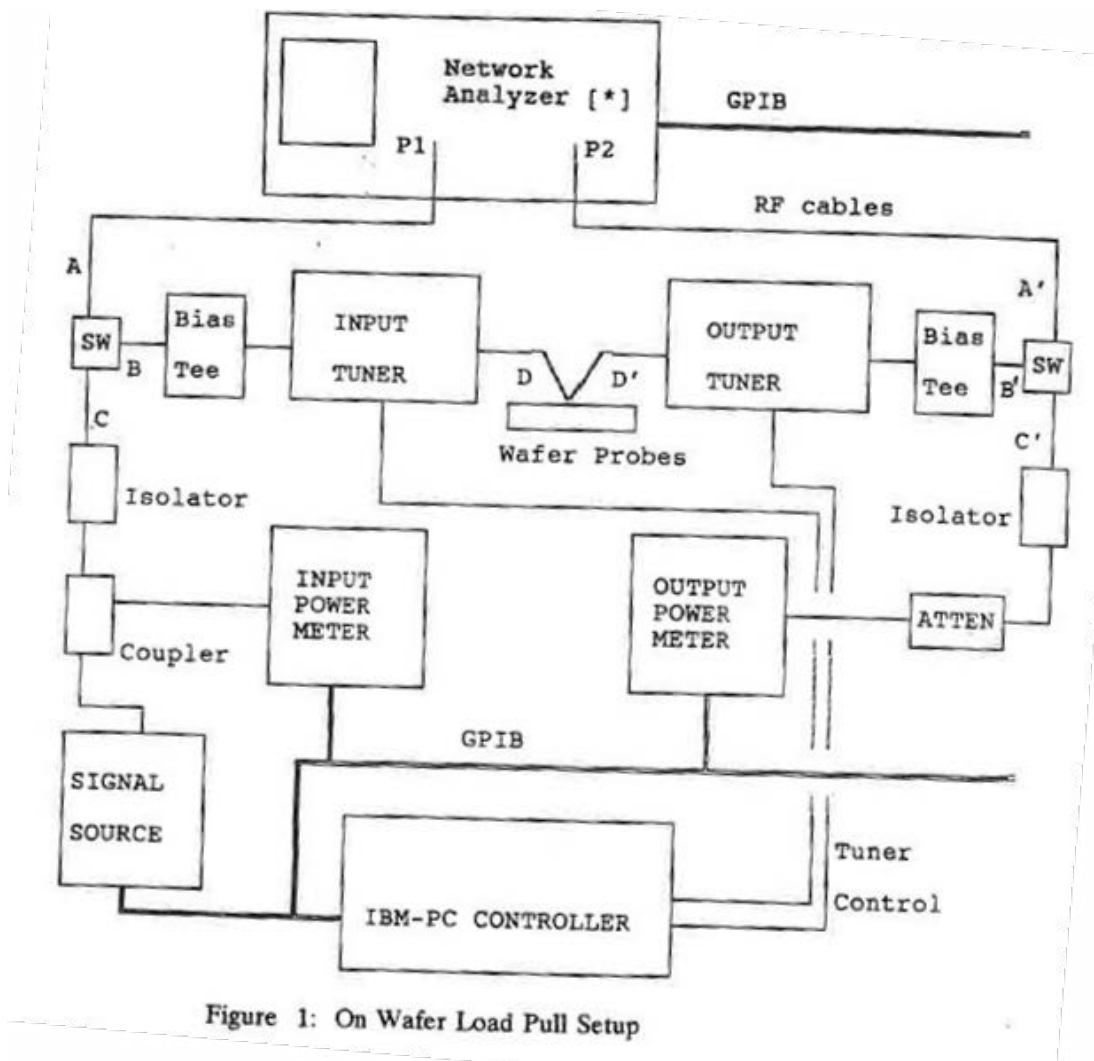 Network
Analyzer [*]
GPIB
P1
P2
RF cables
A
A'
SW
B
Bias
Tee
INPUT
TUNER
D
D'
OUTPUT
TUNER
Bias
Tee
B'
SW
C
C'
Wafer Probes
Isolator
Isolator
INPUT
POWER
METER
OUTPUT
POWER
METER
ATTEN
Coupler
GPIB
SIGNAL
SOURCE
Tuner
Control
IBM-PC CONTROLLER
Figure 1: On Wafer Load Pull Setup